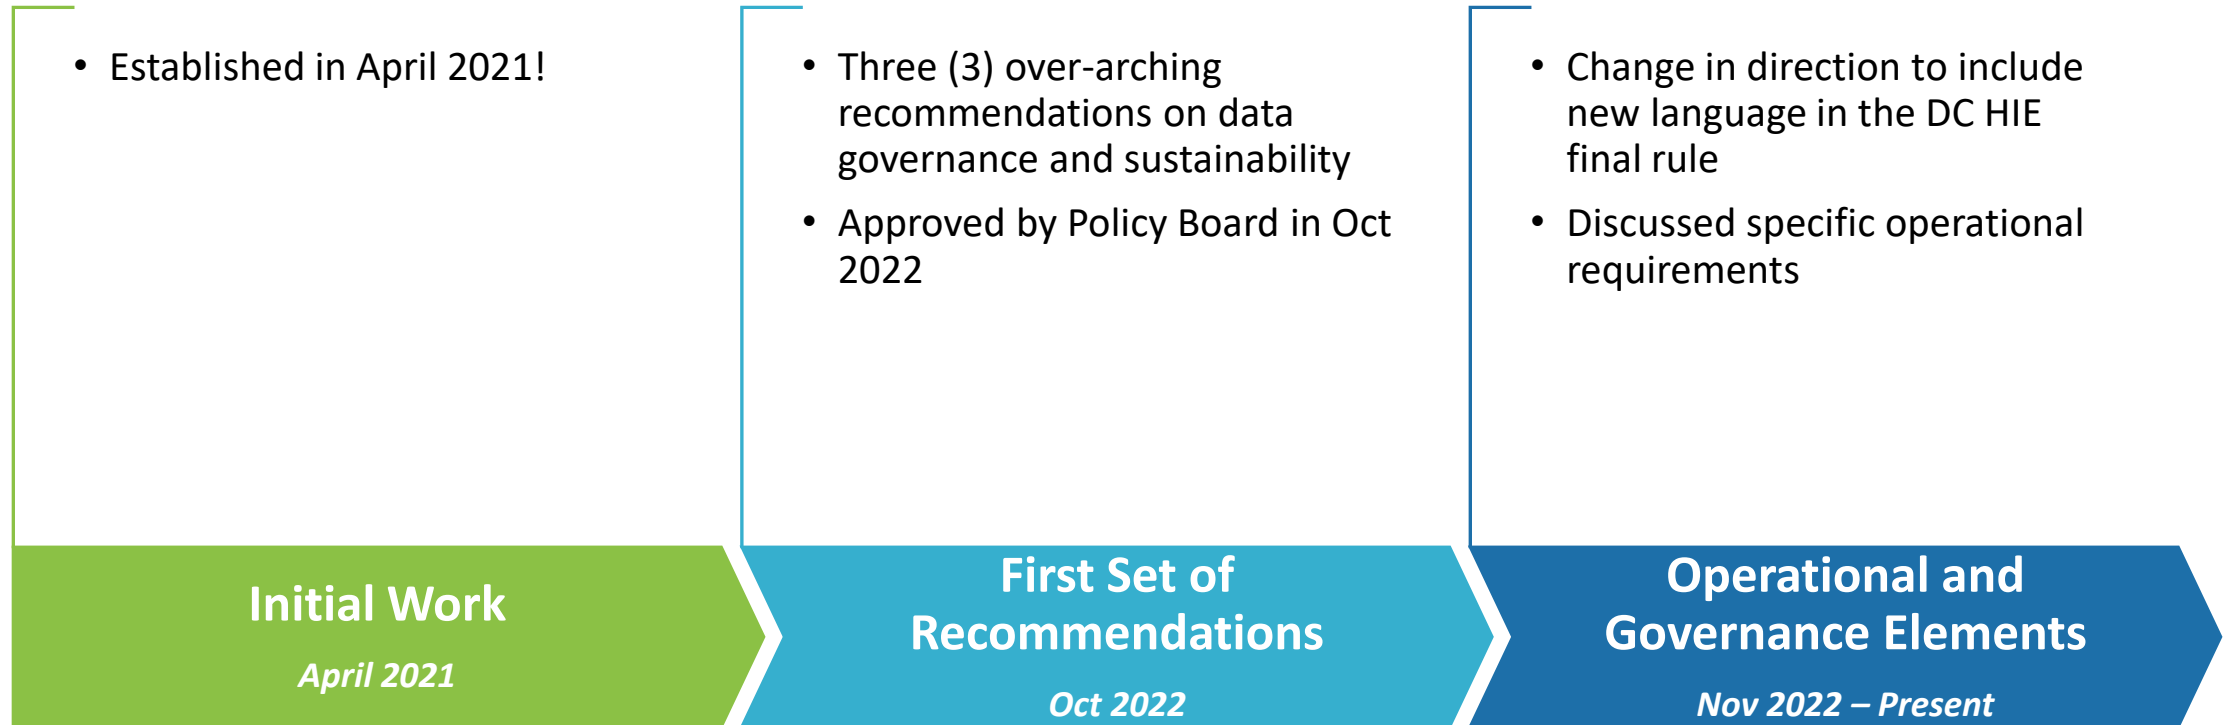 • Established in April 2021!
Initial Work
April 2021
• Three (3) over-arching
recommendations on data
governance and sustainability
• Approved by Policy Board in Oct
2022
First Set of
Recommendations
Oct 2022
• Change in direction to include
new language in the DC HIE
final rule
• Discussed specific operational
requirements
Operational and
Governance Elements
Nov 2022 – Present